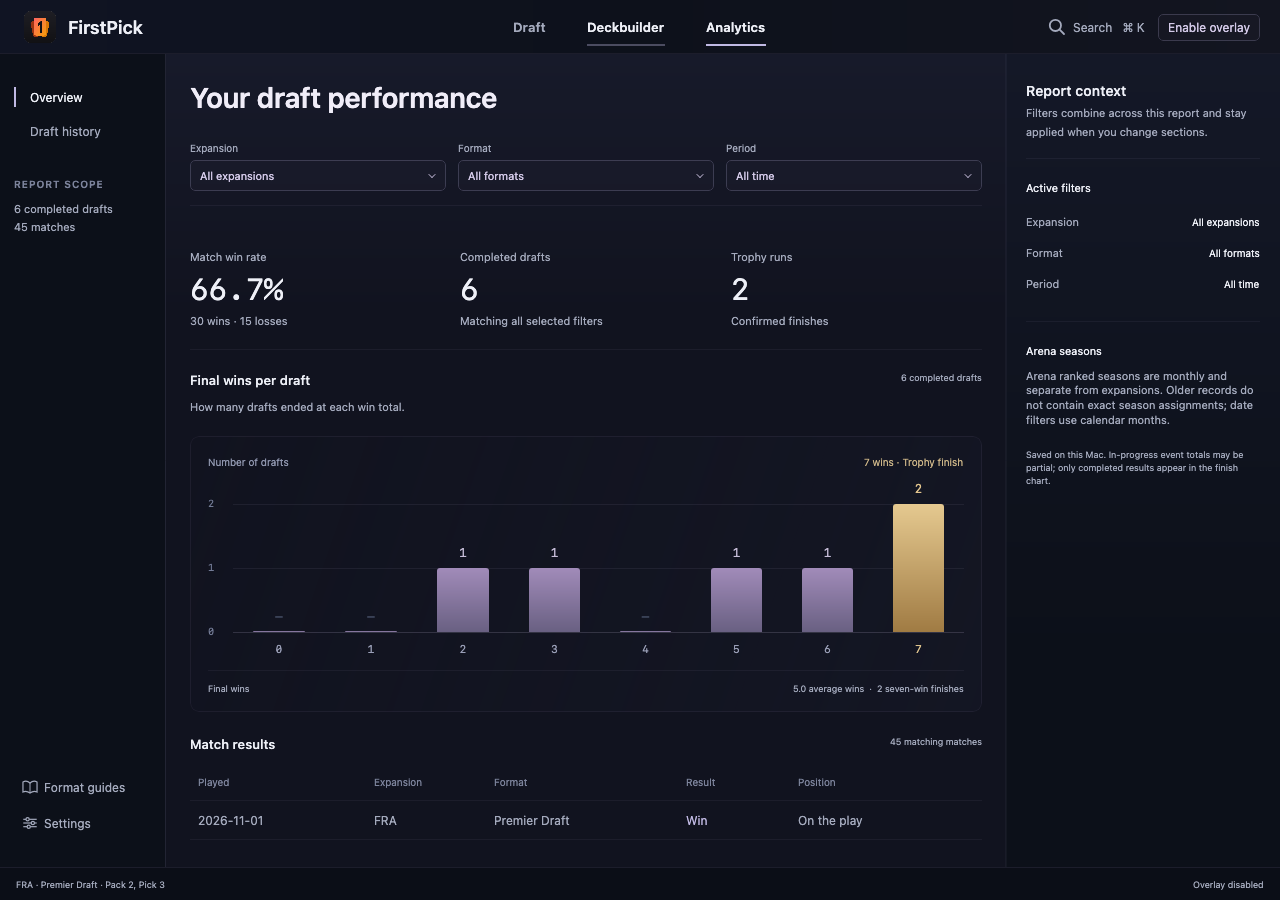 1 FirstPick
Draft Deckbuilder Analytics
Search ⌘ K Enable overlay
Overview
Draft history
REPORT SCOPE
6 completed drafts
45 matches
Format guides
Settings
Your draft performance
Expansion Format Period
All expansions All formats All time
Match win rate Completed drafts Trophy runs
66.7% 6 2
30 wins · 15 losses Matching all selected filters Confirmed finishes
Final wins per draft 6 completed drafts
How many drafts ended at each win total.
Number of drafts 7 wins · Trophy finish
2
2
1 1 1 1
1
– – –
0
0 1 2 3 4 5 6 7
Final wins 5.0 average wins · 2 seven-win finishes
Match results 45 matching matches
Played Expansion Format Result Position
2026-11-01 FRA Premier Draft Win On the play
Report context
Filters combine across this report and stay
applied when you change sections.
Active filters
Expansion All expansions
Format All formats
Period All time
Arena seasons
Arena ranked seasons are monthly and
separate from expansions. Older records do
not contain exact season assignments; date
filters use calendar months.
Saved on this Mac. In-progress event totals may be
partial; only completed results appear in the finish
chart.
FRA · Premier Draft · Pack 2, Pick 3 Overlay disabled